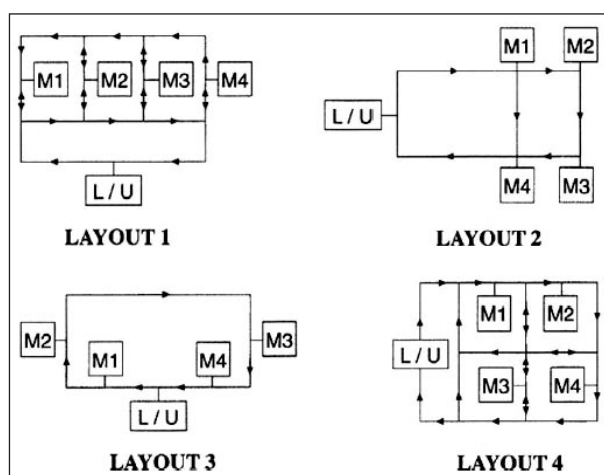 M1 M2 M3 M4
L / U
LAYOUT 1
M1 M2
L / U
M4 M3
LAYOUT 2
M2 M3
M1 M4
L / U
LAYOUT 3
M1 M2
L / U
M3 M4
LAYOUT 4